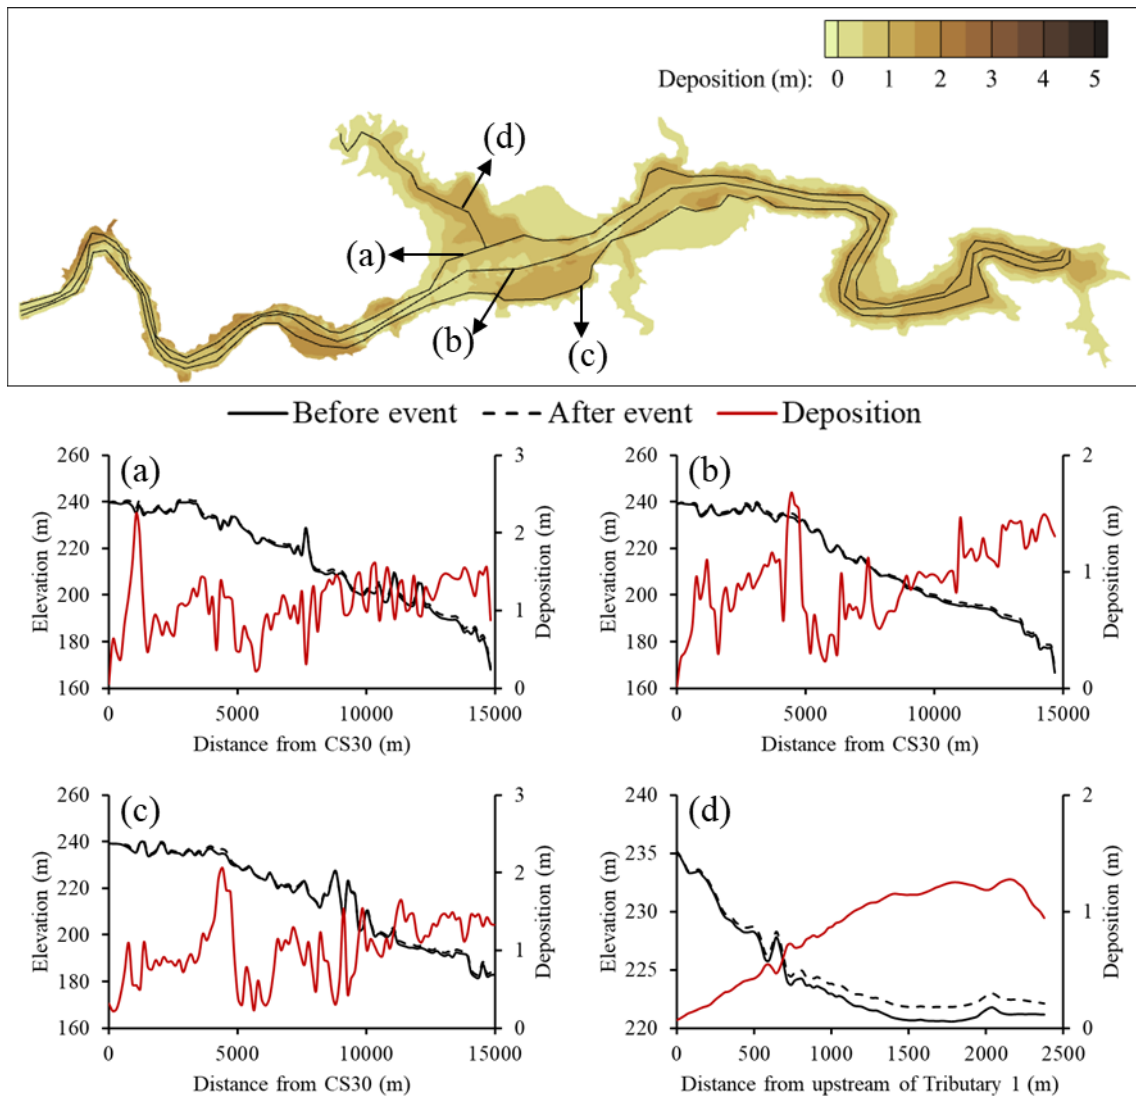 Deposition (m): 0 1 2 3 4 5
(d)
(a)
(b)
(c)
Before event After event Deposition
(a)
Elevation (m)
260
240
220
200
180
160
Deposition (m)
3
2
1
0
0 5000 10000 15000
Distance from CS30 (m)
(b)
Elevation (m)
260
240
220
200
180
160
Deposition (m)
2
1
0
0 5000 10000 15000
Distance from CS30 (m)
(c)
Elevation (m)
260
240
220
200
180
160
Deposition (m)
3
2
1
0
0 5000 10000 15000
Distance from CS30 (m)
(d)
Elevation (m)
240
235
230
225
220
Deposition (m)
2
1
0
0 500 1000 1500 2000 2500
Distance from upstream of Tributary 1 (m)